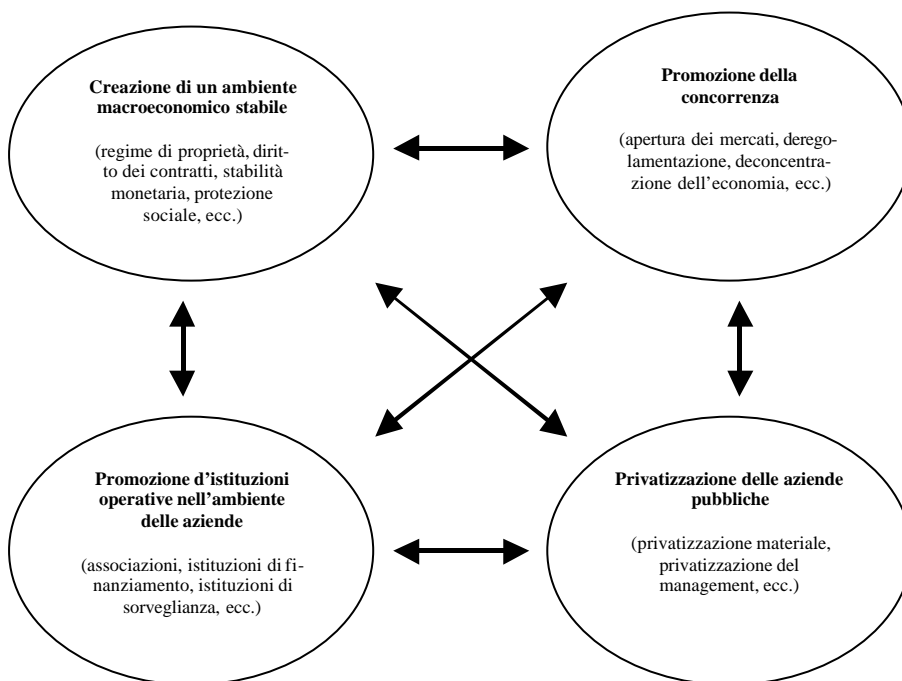 Creazione di un ambiente
macroeconomico stabile
(regime di proprietà, dirit-
to dei contratti, stabilità
monetaria, protezione
sociale, ecc.)
Promozione della
concorrenza
(apertura dei mercati, derego-
lamentazione, deconcentra-
zione dell'economia, ecc.)
Promozione d'istituzioni
operative nell'ambiente
delle aziende
(associazioni, istituzioni di fi-
nanziamento, istituzioni di
sorveglianza, ecc.)
Privatizzazione delle aziende
pubbliche
(privatizzazione materiale,
privatizzazione del
management, ecc.)